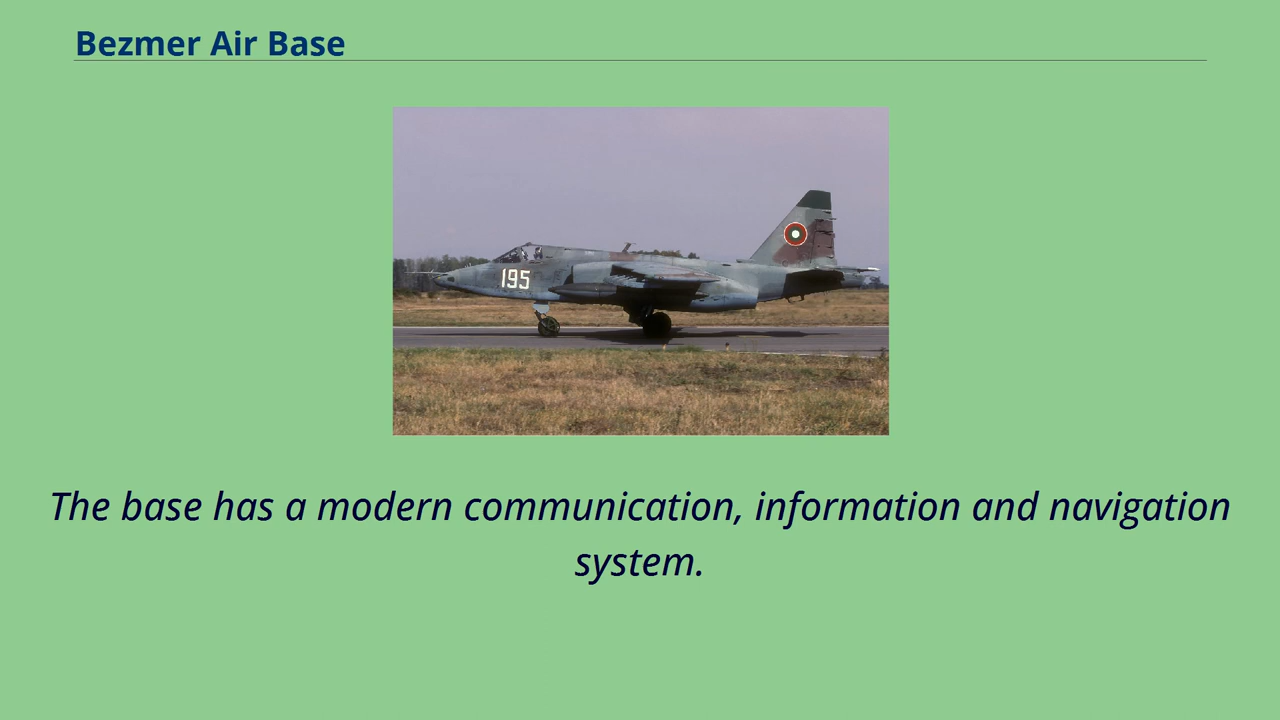 Bezmer Air Base
195
The base has a modern communication, information and navigation
system.